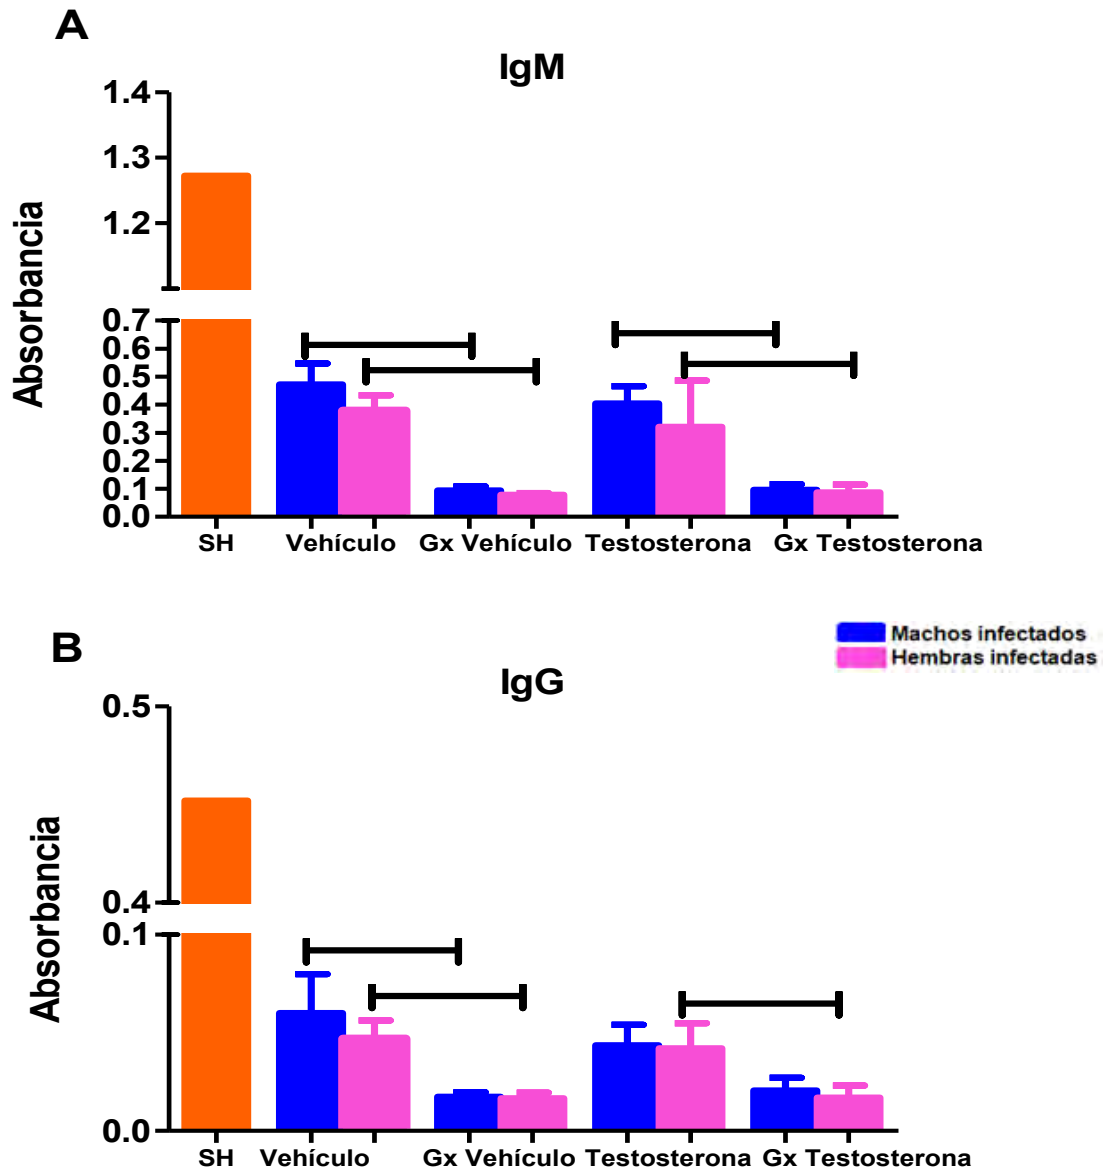 A
IgM
Absorbancia
1.4
1.3
1.2
0.7
0.6
0.5
0.4
0.3
0.2
0.1
0.0
SH Vehículo Gx Vehículo Testosterona Gx Testosterona
Machos infectados
Hembras infectadas
B
IgG
Absorbancia
0.5
0.4
0.1
0.0
SH Vehículo Gx Vehículo Testosterona Gx Testosterona